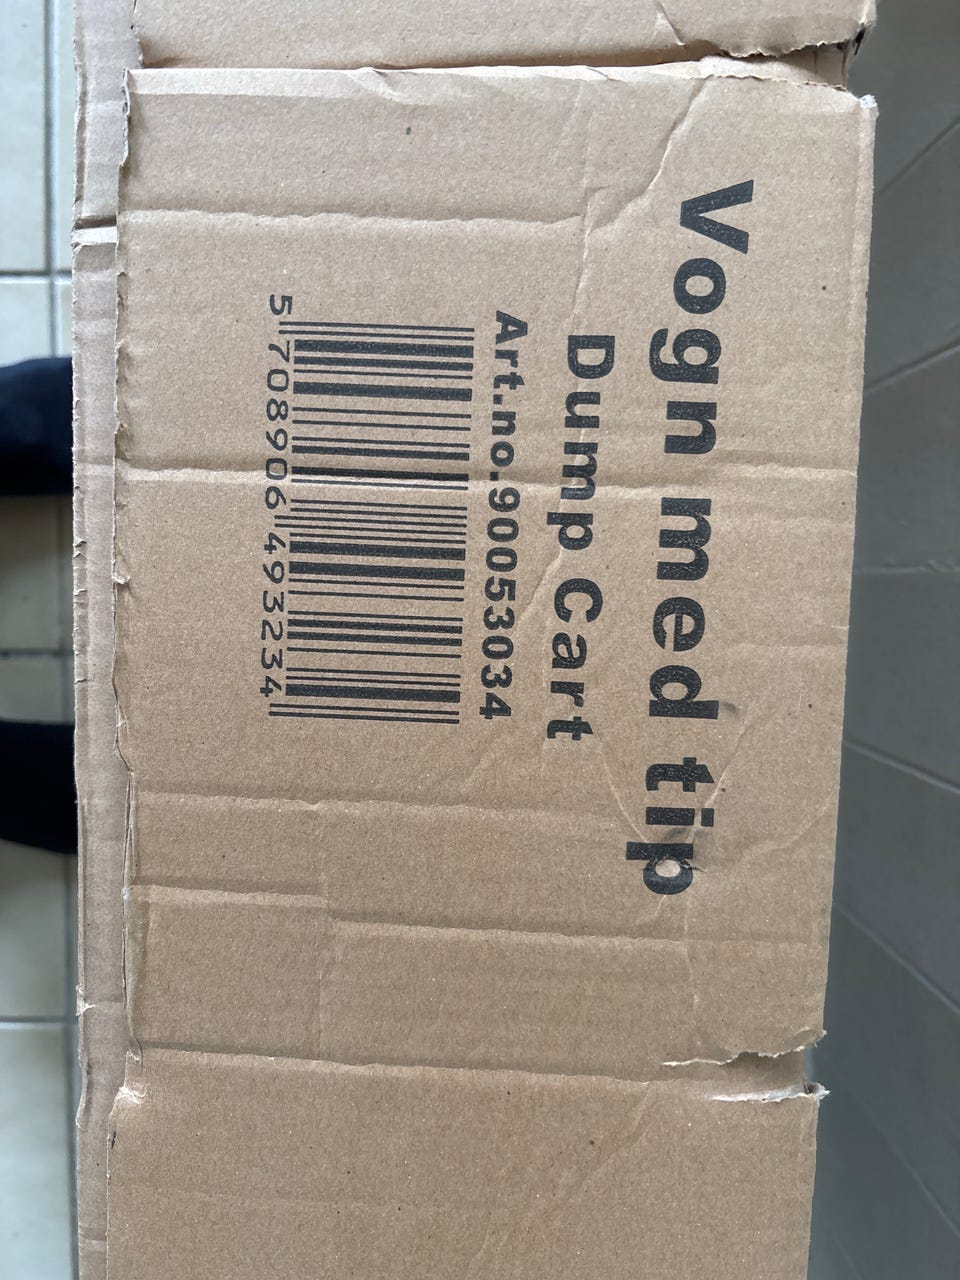 Vogn med tip
Dump Cart
Art.no.90053034
5 708906 493234